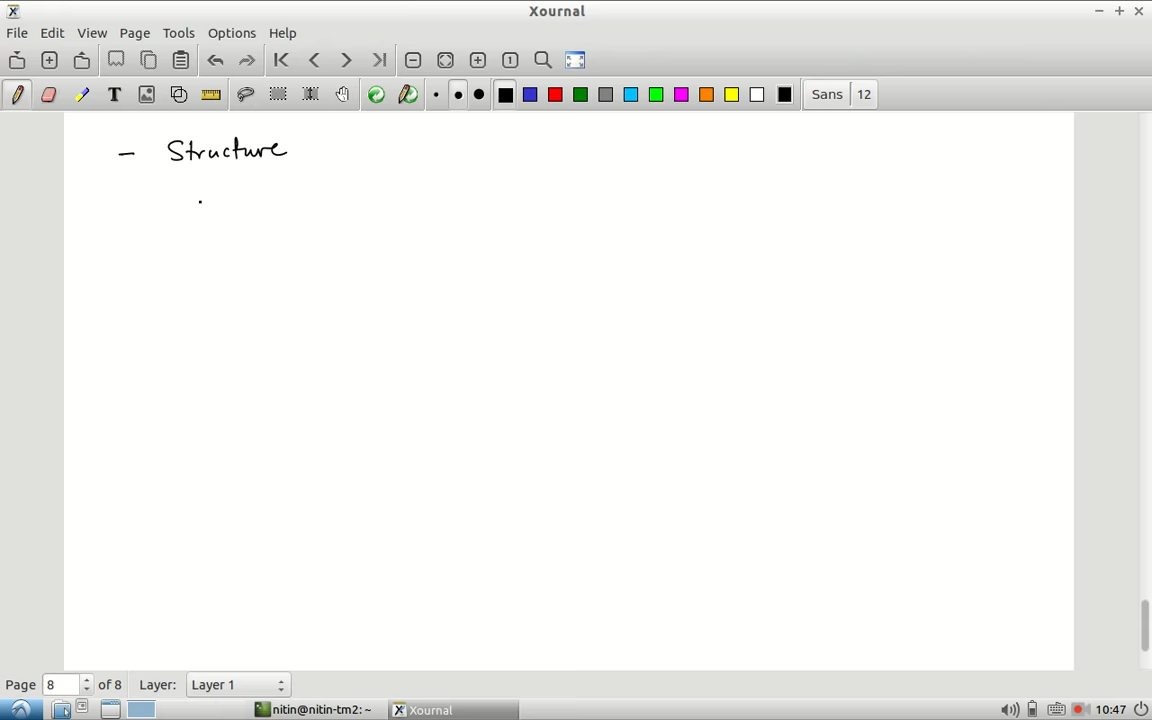 Xournal
File Edit View Page Tools Options Help
Sans 12
- Structure
.
Page 8 of 8 Layer: Layer 1
nitin@nitin-tm2: ~ Xournal 10:47